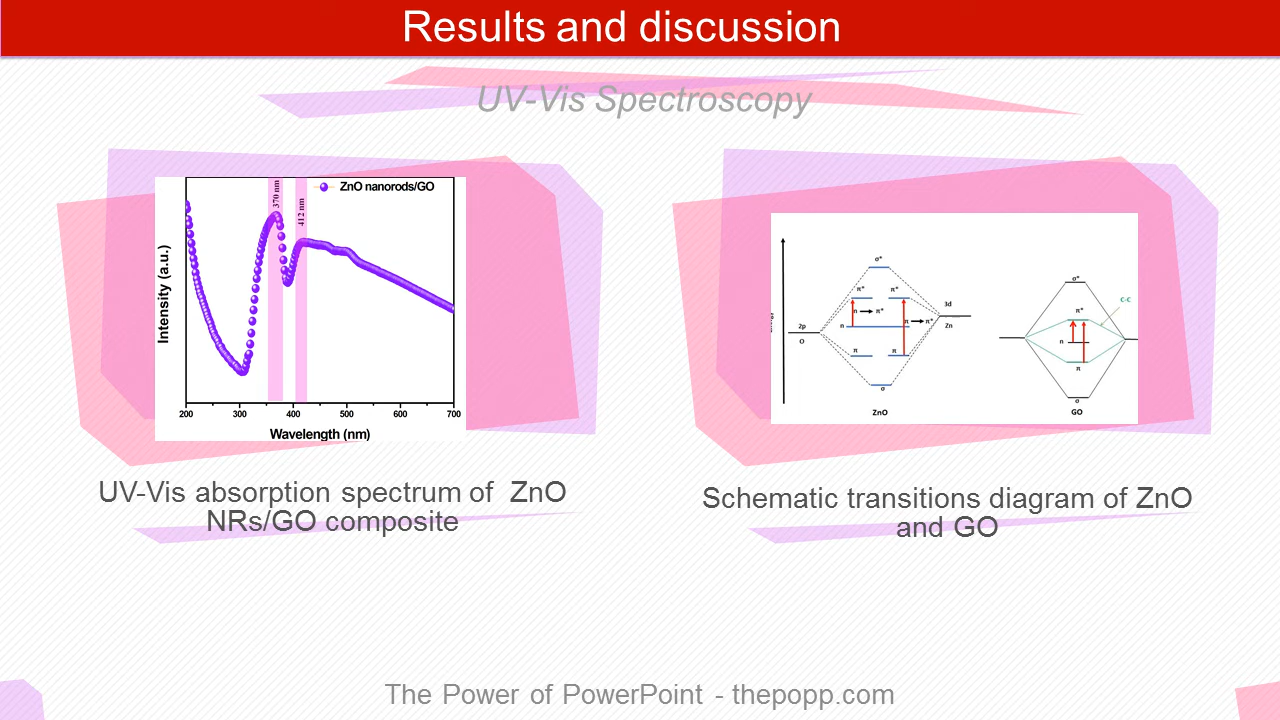 Results and discussion
UV-Vis Spectroscopy
370 nm
412 nm
ZnO nanorods/GO
Intensity (a.u.)
200 300 400 500 600 700
Wavelength (nm)
UV-Vis absorption spectrum of ZnO
NRs/GO composite
σ*
π* π*
n → π*
n
n → π*
2p
O
3d
Zn
π π
σ
ZnO
σ*
C-C
π*
n
π
σ
GO
Schematic transitions diagram of ZnO
and GO
The Power of PowerPoint - thepopp.com